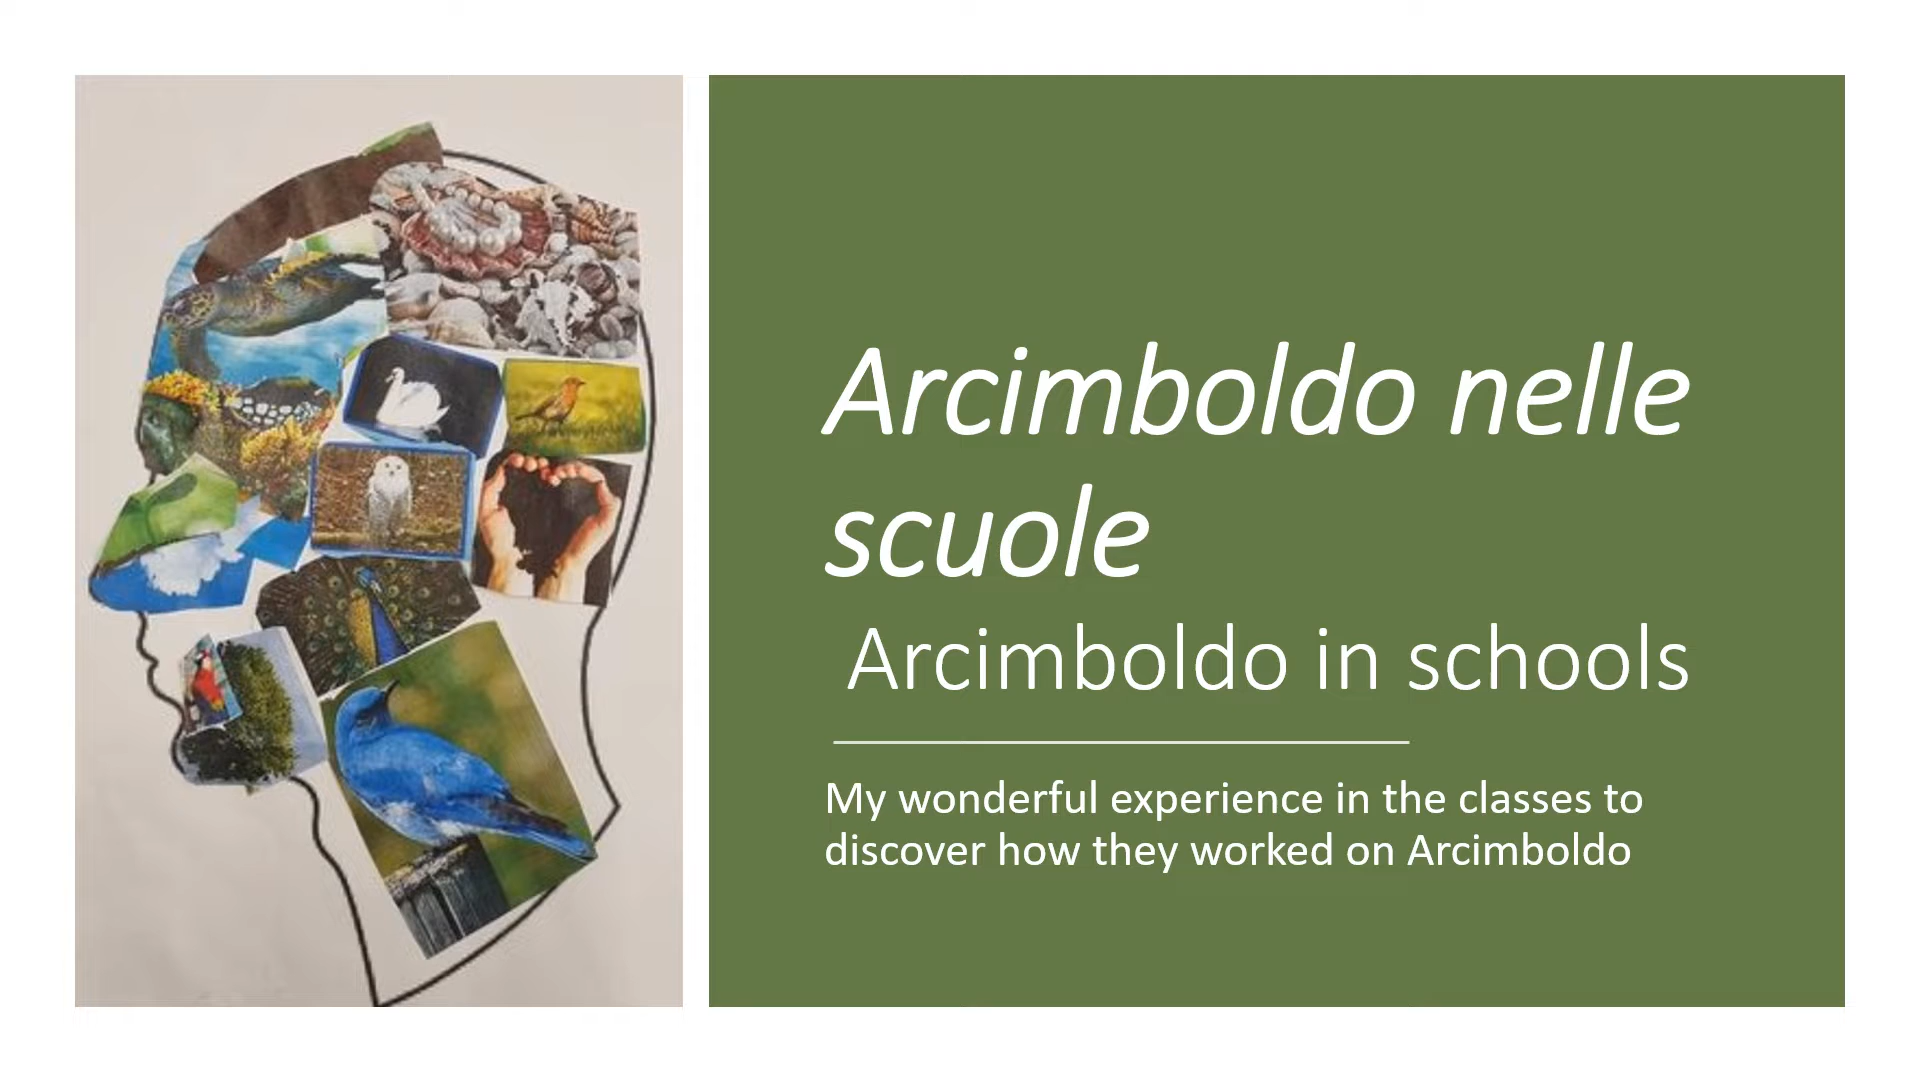 Arcimboldo nelle
scuole
Arcimboldo in schools
My wonderful experience in the classes to
discover how they worked on Arcimboldo